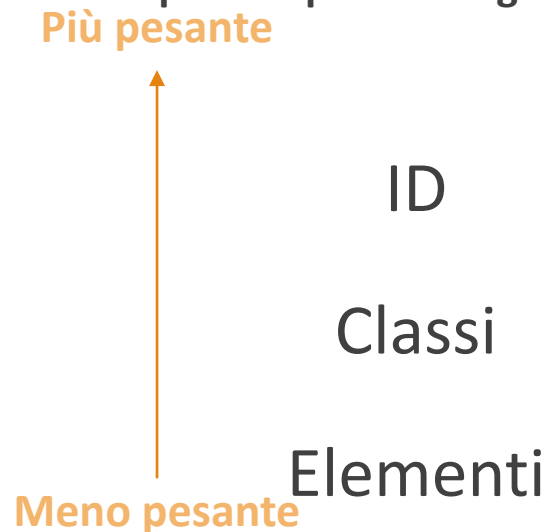 Più pesante
ID
Classi
Elementi
Meno pesante